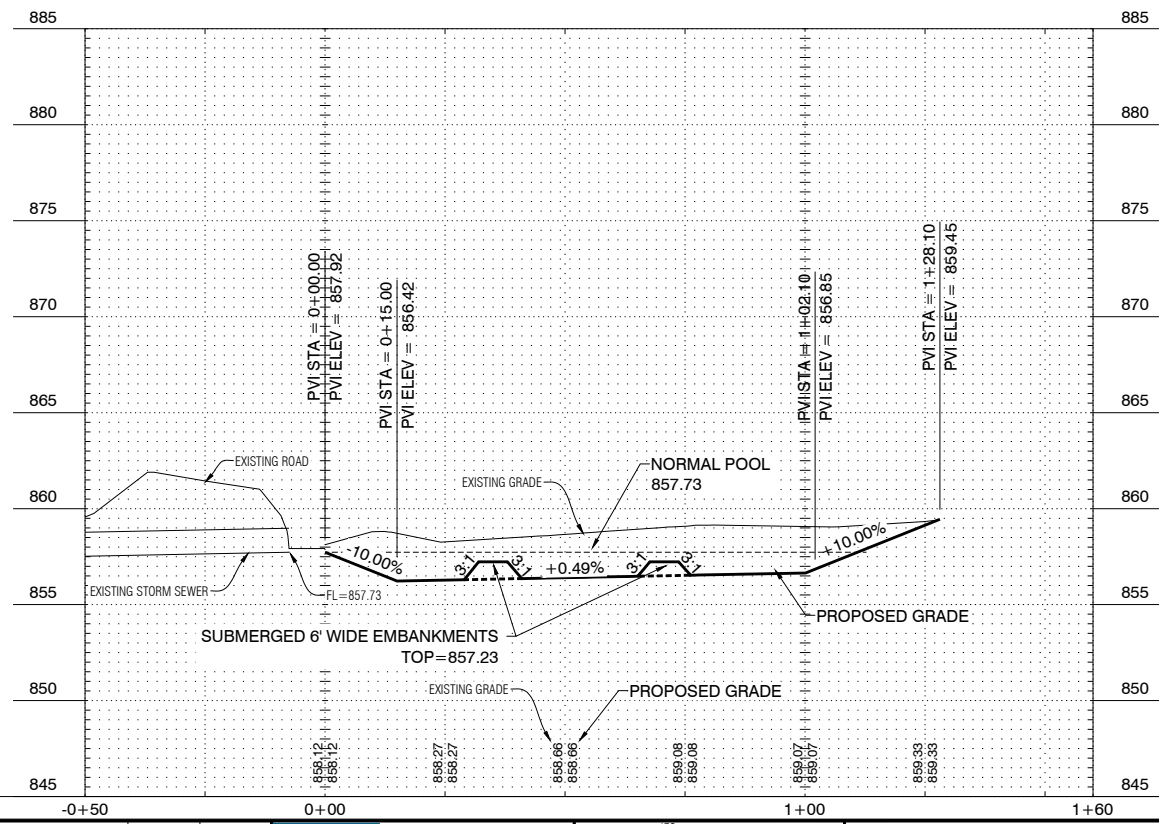 885
885
880
880
875
875
870
870
865
865
860
860
855
855
850
850
845
845
PVI STA = 0+00.00
PVI ELEV = 857.92
PVI STA = 0+15.00
PVI ELEV = 856.42
PVI STA = 1+02.10
PVI ELEV = 856.85
PVI STA = 1+28.10
PVI ELEV = 859.45
EXISTING ROAD
EXISTING GRADE
NORMAL POOL
857.73
-10.00%
3:1
3:1
+0.49%
3:1
3:1
+10.00%
EXISTING STORM SEWER
FL=857.73
PROPOSED GRADE
SUBMERGED 6' WIDE EMBANKMENTS
TOP=857.23
EXISTING GRADE
PROPOSED GRADE
858.12
858.12
858.27
858.27
858.66
858.66
859.08
859.08
859.07
859.07
859.33
859.33
-0+50
0+00
1+00
1+60